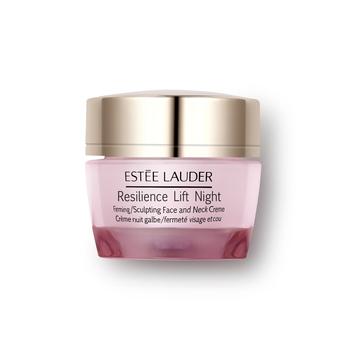 ESTĒE LAUDER
Resilience Lift Night
Firming/Sculpting Face and Neck Creme
Crème nuit galbe/fermeté visage et cou